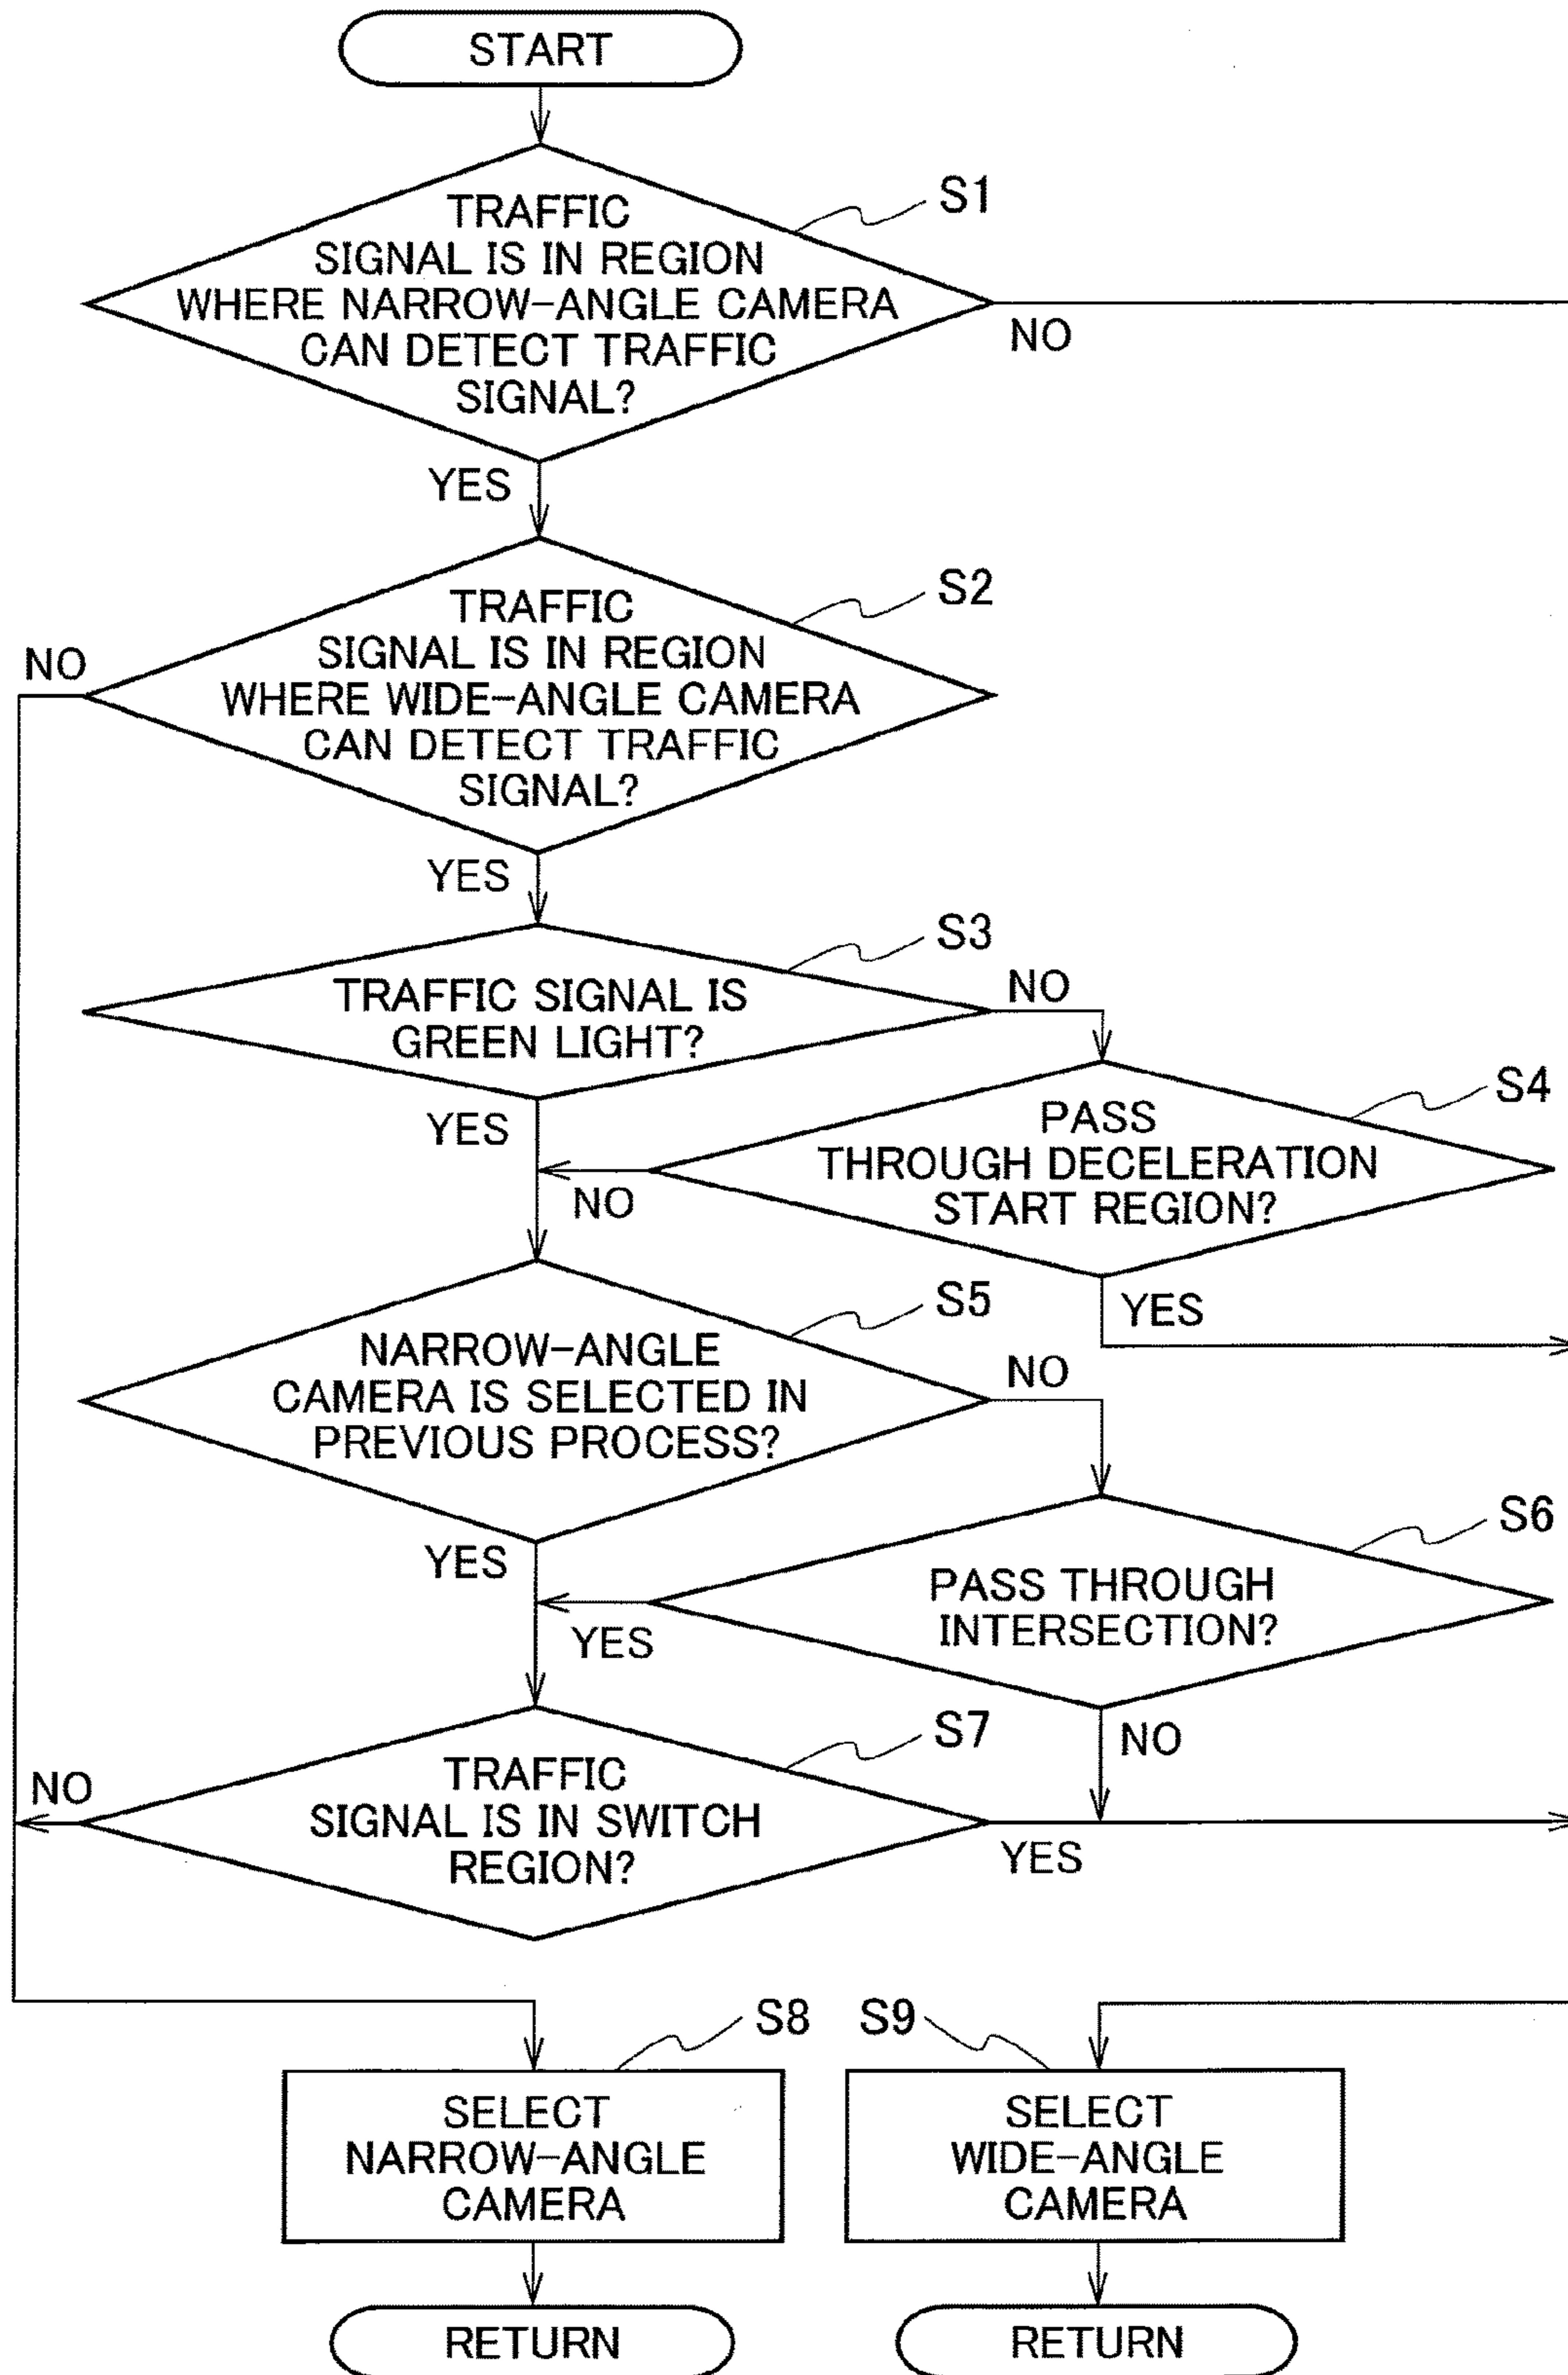 START
S1
TRAFFIC
SIGNAL IS IN REGION
WHERE NARROW-ANGLE CAMERA
CAN DETECT TRAFFIC
SIGNAL?
NO
YES
S2
TRAFFIC
SIGNAL IS IN REGION
WHERE WIDE-ANGLE CAMERA
CAN DETECT TRAFFIC
SIGNAL?
NO
YES
S3
TRAFFIC SIGNAL IS
GREEN LIGHT?
NO
YES
S4
PASS
THROUGH DECELERATION
START REGION?
NO
YES
S5
NARROW-ANGLE
CAMERA IS SELECTED IN
PREVIOUS PROCESS?
NO
YES
S6
PASS THROUGH
INTERSECTION?
YES
NO
S7
TRAFFIC
SIGNAL IS IN SWITCH
REGION?
NO
YES
S8
SELECT
NARROW-ANGLE
CAMERA
S9
SELECT
WIDE-ANGLE
CAMERA
RETURN
RETURN